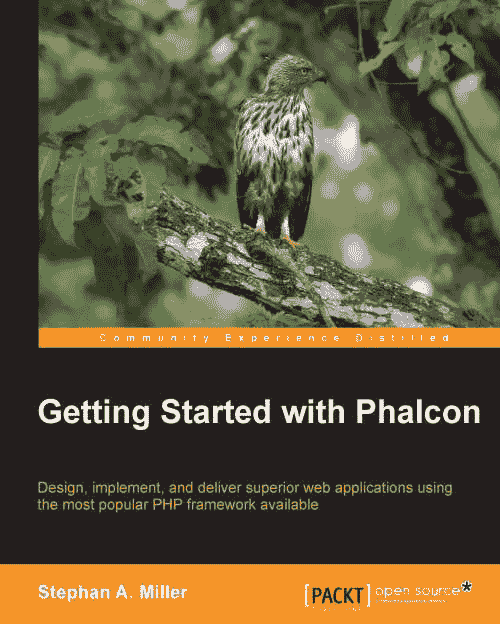 Community Experience Distilled
Getting Started with Phalcon
Design, implement, and deliver superior web applications using
the most popular PHP framework available
Stephan A. Miller
[PACKT] open source*